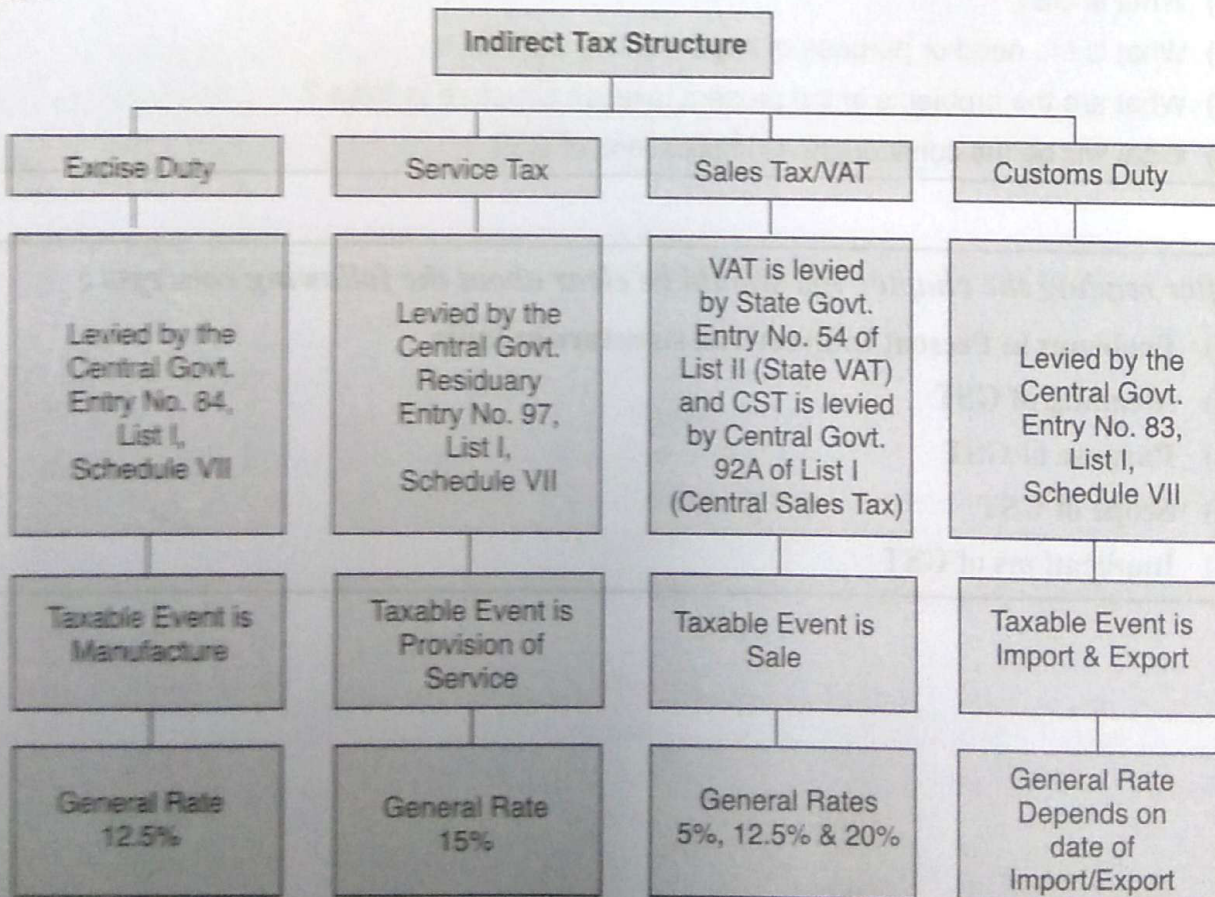 Indirect Tax Structure
Excise Duty
Service Tax
Sales Tax/VAT
Customs Duty
Levied by the
Central Govt.
Entry No. 84,
List I,
Schedule VII
Levied by the
Central Govt.
Residuary
Entry No. 97,
List I,
Schedule VII
VAT is levied
by State Govt.
Entry No. 54 of
List II (State VAT)
and CST is levied
by Central Govt.
92A of List I
(Central Sales Tax)
Levied by the
Central Govt.
Entry No. 83,
List I,
Schedule VII
Taxable Event is
Manufacture
Taxable Event is
Provision of
Service
Taxable Event is
Sale
Taxable Event is
Import & Export
General Rate
12.5%
General Rate
15%
General Rates
5%, 12.5% & 20%
General Rate
Depends on
date of
Import/Export